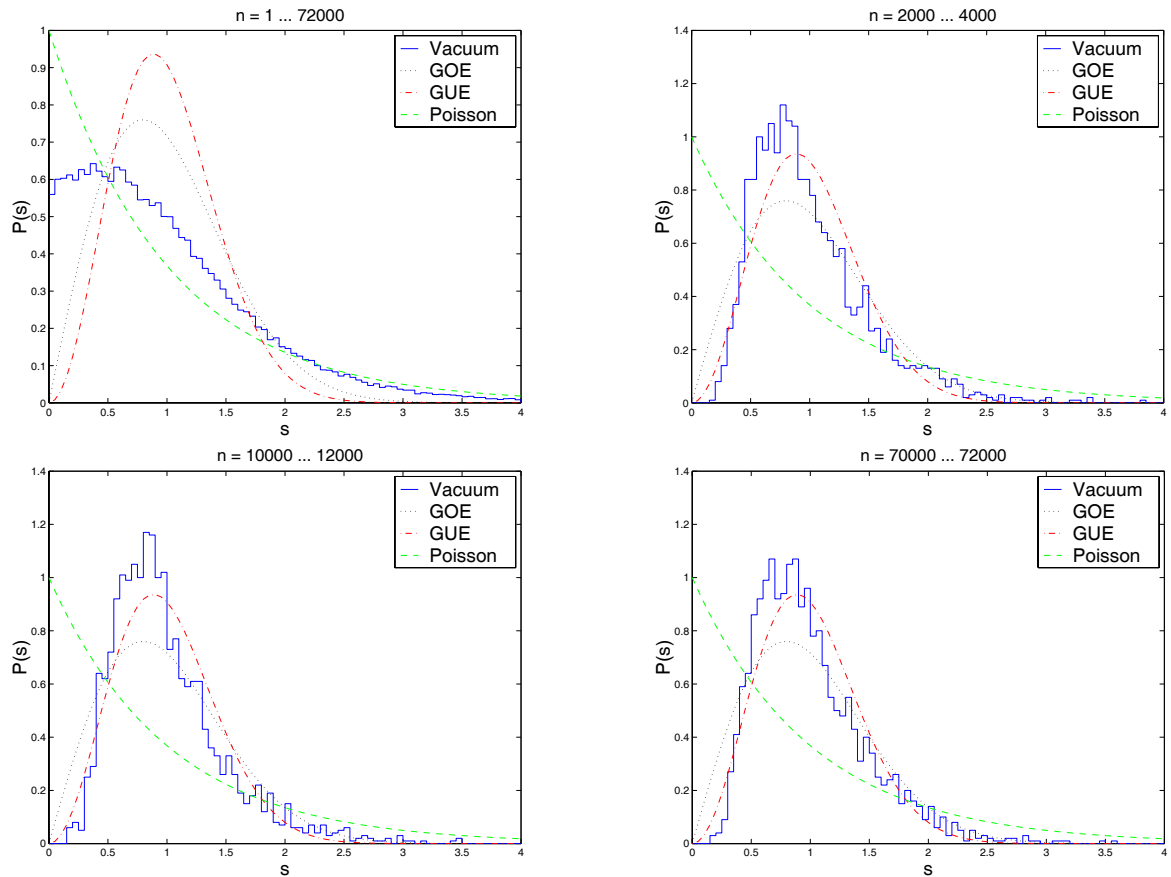 n = 1 ... 72000
1
0.9
0.8
0.7
0.6
0.5
0.4
0.3
0.2
0.1
0
P(s)
0
0.5
1
1.5
2
2.5
3
3.5
4
s
Vacuum
GOE
GUE
Poisson
n = 2000 ... 4000
1.4
1.2
1
0.8
0.6
0.4
0.2
0
P(s)
0
0.5
1
1.5
2
2.5
3
3.5
4
s
Vacuum
GOE
GUE
Poisson
n = 10000 ... 12000
1.4
1.2
1
0.8
0.6
0.4
0.2
0
P(s)
0
0.5
1
1.5
2
2.5
3
3.5
4
s
Vacuum
GOE
GUE
Poisson
n = 70000 ... 72000
1.4
1.2
1
0.8
0.6
0.4
0.2
0
P(s)
0
0.5
1
1.5
2
2.5
3
3.5
4
s
Vacuum
GOE
GUE
Poisson